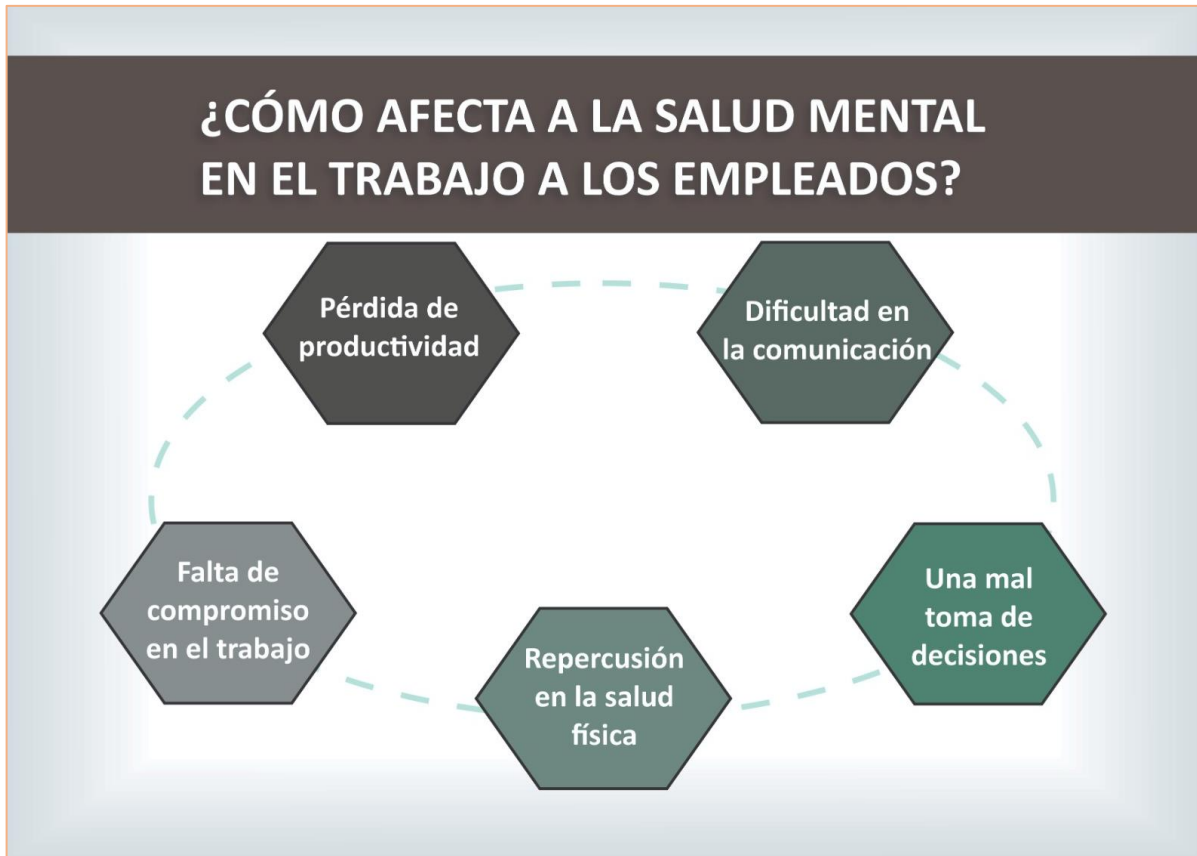 ¿CÓMO AFECTA A LA SALUD MENTAL
EN EL TRABAJO A LOS EMPLEADOS?
Pérdida de
productividad
Dificultad en
la comunicación
Falta de
compromiso
en el trabajo
Repercusión
en la salud
física
Una mal
toma de
decisiones